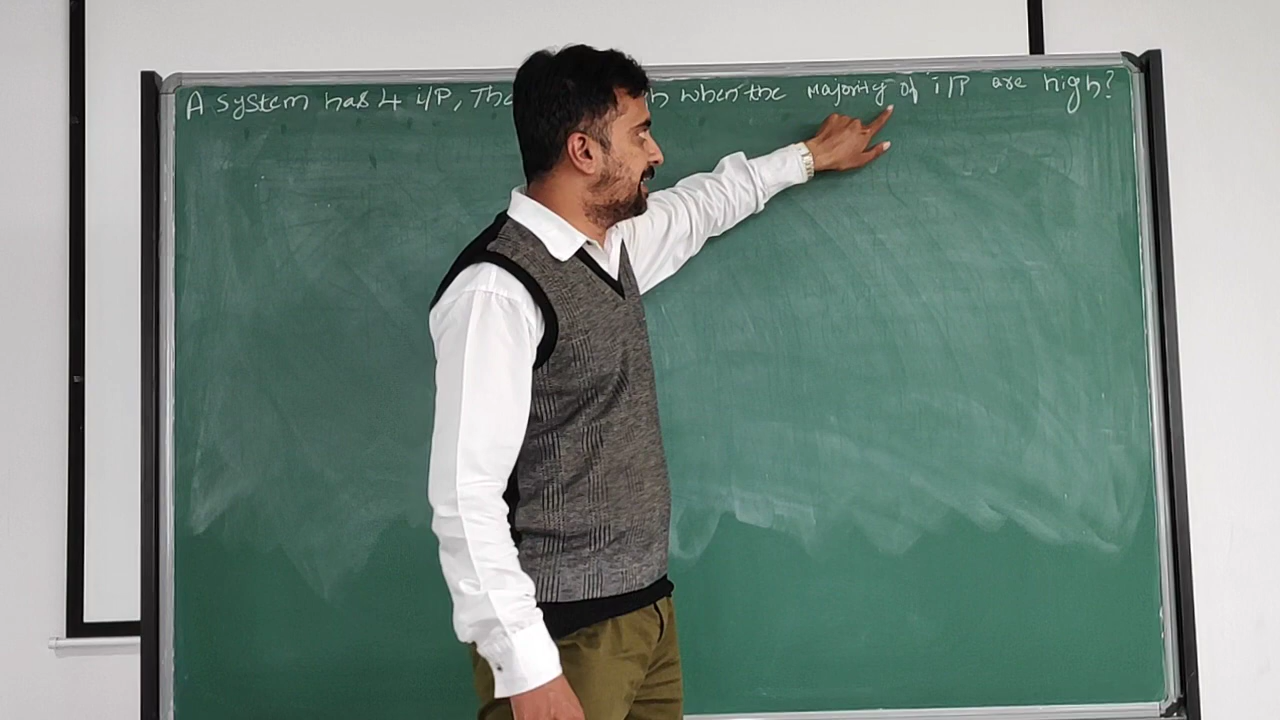 A system has 4 i/P, The when the Majority of i/P are high?